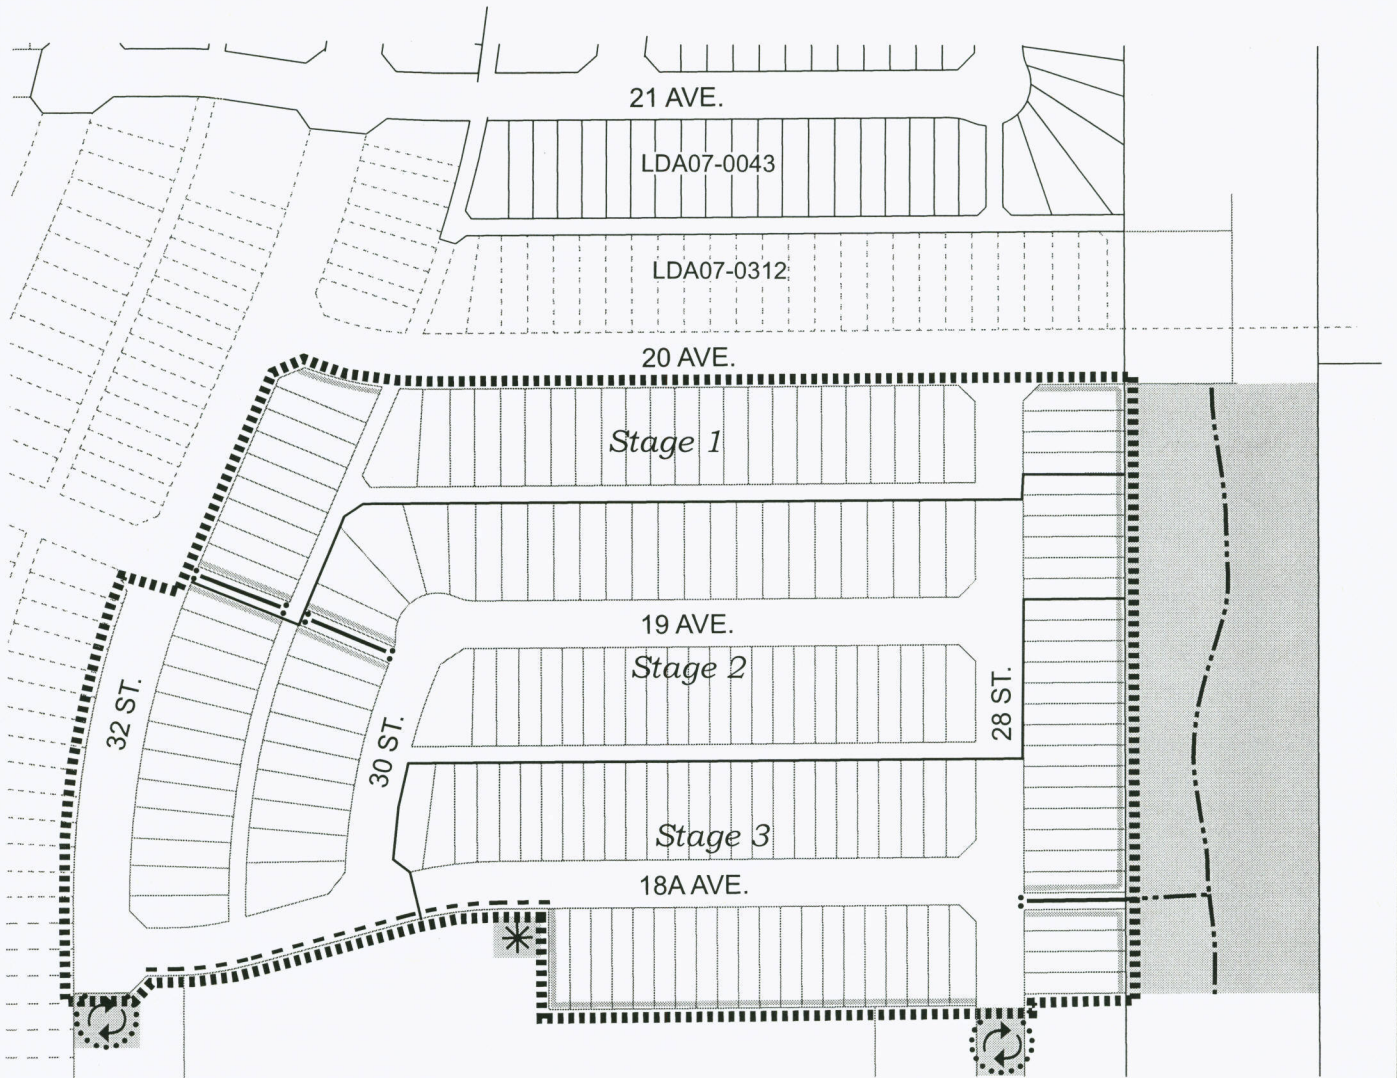 21 AVE.
LDA07-0043
LDA07-0312
20 AVE.
Stage 1
19 AVE.
Stage 2
32 ST.
30 ST.
28 ST.
Stage 3
18A AVE.